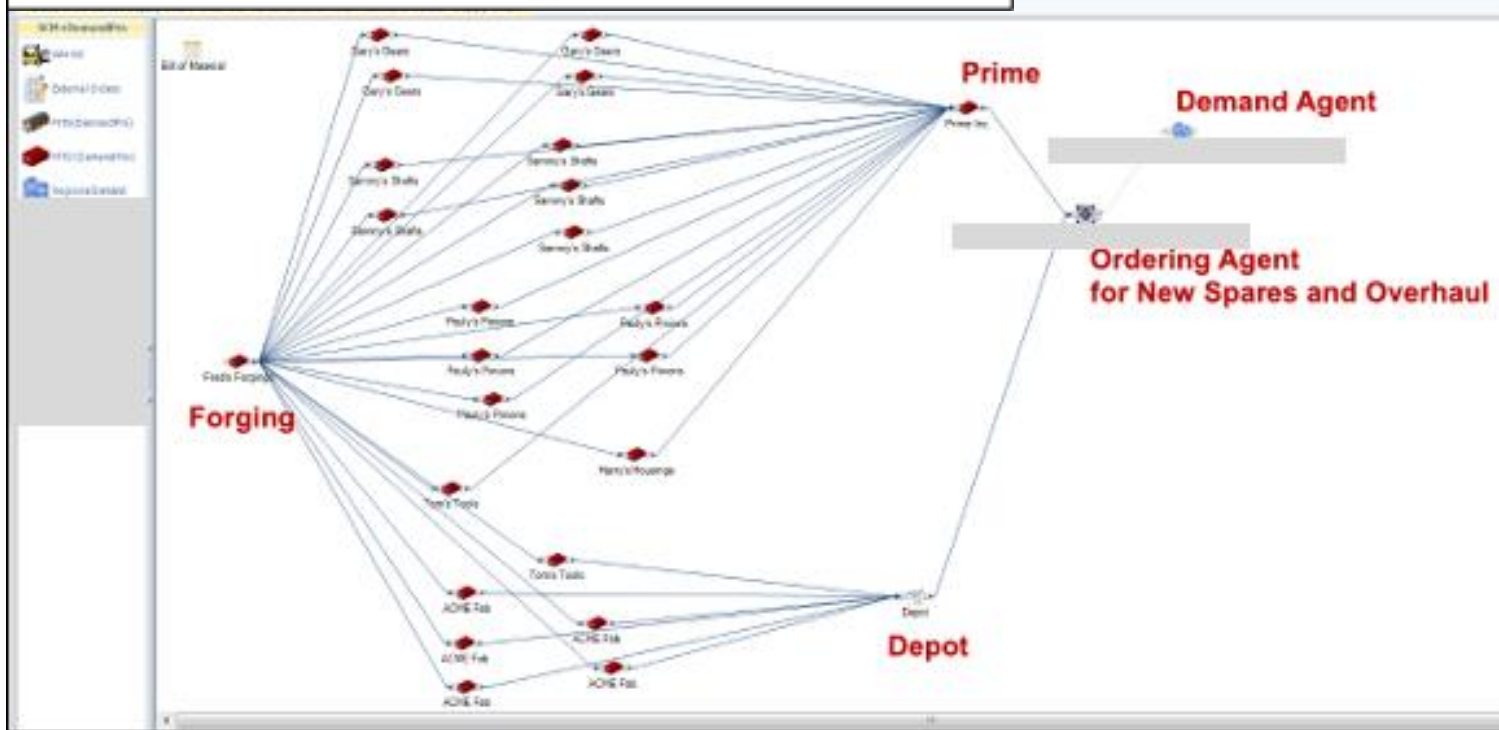 Bill of Material
Gary's Gears
Gary's Gears
Gary's Gears
Gary's Gears
Prime
Prime Inc
Demand Agent
Sammy's Shafts
Sammy's Shafts
Sammy's Shafts
Sammy's Shafts
Sammy's Shafts
Ordering Agent
for New Spares and Overhaul
Pauly's Pinions
Pauly's Pinions
Pauly's Pinions
Pauly's Pinions
Pauly's Pinions
Fred's Forgings
Forging
Harry's Housings
Tom's Tools
Tom's Tools
ACME Fab
ACME Fab
ACME Fab
ACME Fab
ACME Fab
Depot
Depot